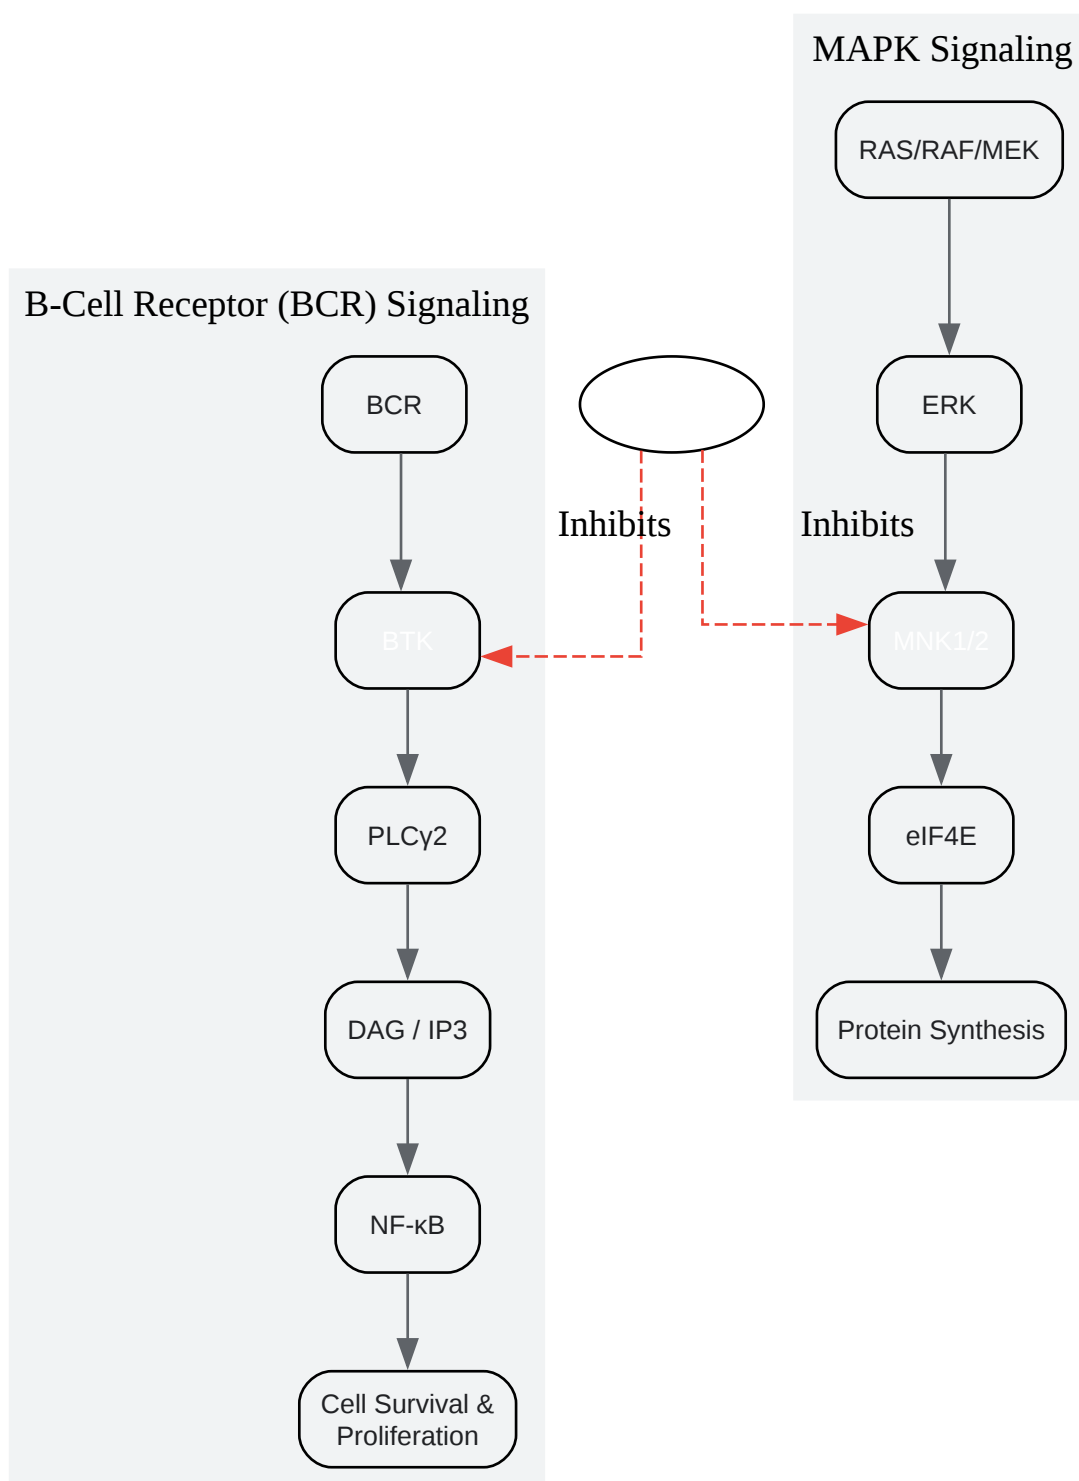 MAPK Signaling
RAS/RAF/MEK
B-Cell Receptor (BCR) Signaling
BCR
ERK
Inhibits
Inhibits
BTK
MNK1/2
PLCγ2
eIF4E
DAG / IP3
Protein Synthesis
NF-κB
Cell Survival &
Proliferation